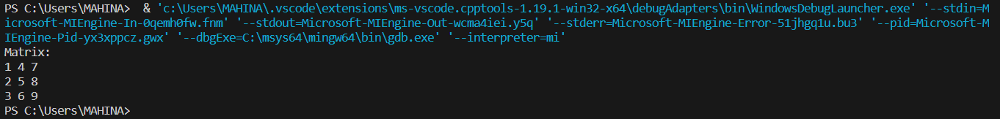 PS C:\Users\MAHINA>  & 'c:\Users\MAHINA\.vscode\extensions\ms-vscode.cpptools-1.19.1-win32-x64\debugAdapters\bin\WindowsDebugLauncher.exe' '--stdin=M
icrosoft-MIEngine-In-0qemh0fw.fnm' '--stdout=Microsoft-MIEngine-Out-wcma4iei.y5q' '--stderr=Microsoft-MIEngine-Error-51jhgq1u.bu3' '--pid=Microsoft-M
IEngine-Pid-yx3xppcz.gwx' '--dbgExe=C:\msys64\mingw64\bin\gdb.exe' '--interpreter=mi'
Matrix:
1 4 7
2 5 8
3 6 9
PS C:\Users\MAHINA>